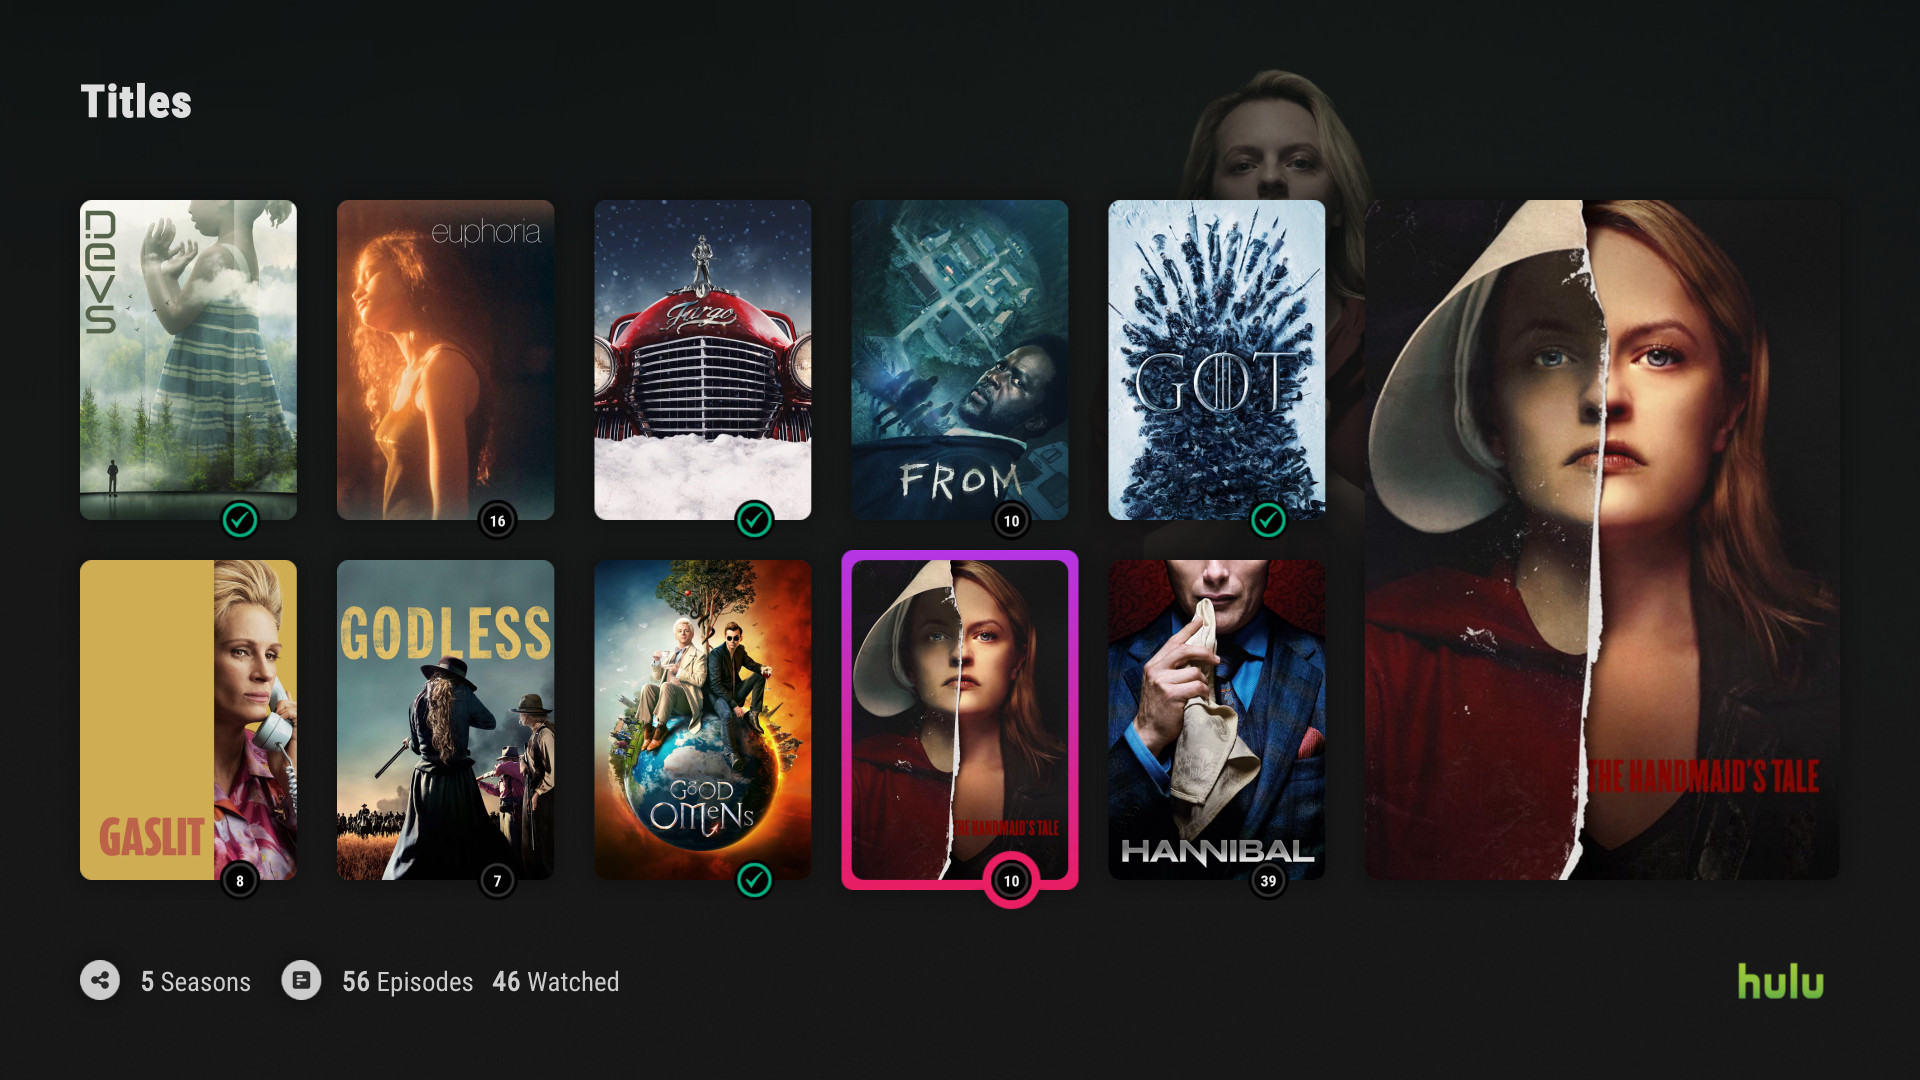 Titles
DEVS
euphoria
Fargo
FROM
GOT
16
10
GASLIT
GODLESS
GOOD
OMENS
THE HANDMAID'S TALE
HANNIBAL
THE HANDMAID'S TALE
8
7
10
39
5 Seasons
56 Episodes
46 Watched
hulu